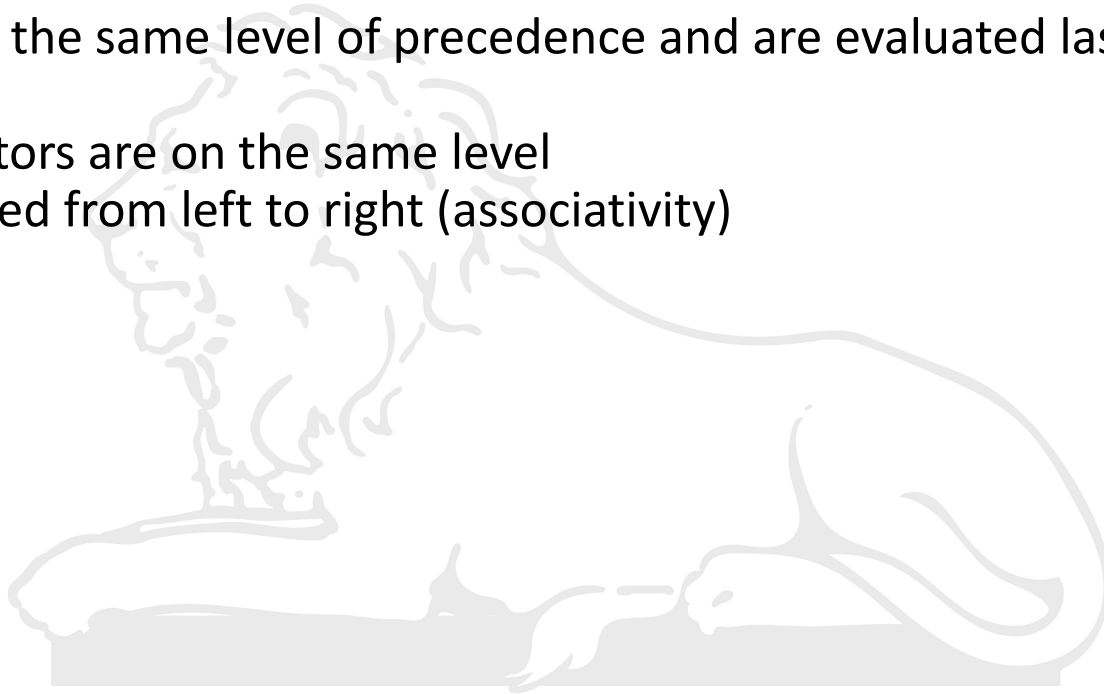 the same level of precedence and are evaluated las
tors are on the same level
ed from left to right (associativity)